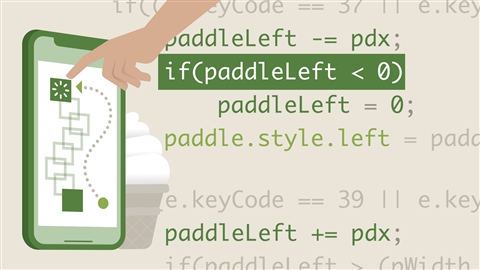 if(e.keyCode == 37 || e.key
paddleLeft -= pdx;
if(paddleLeft < 0)
paddleLeft = 0;
paddle.style.left = padd
e.keyCode == 39 || e.key
paddleLeft += pdx;
if(paddleLeft > (pWidth